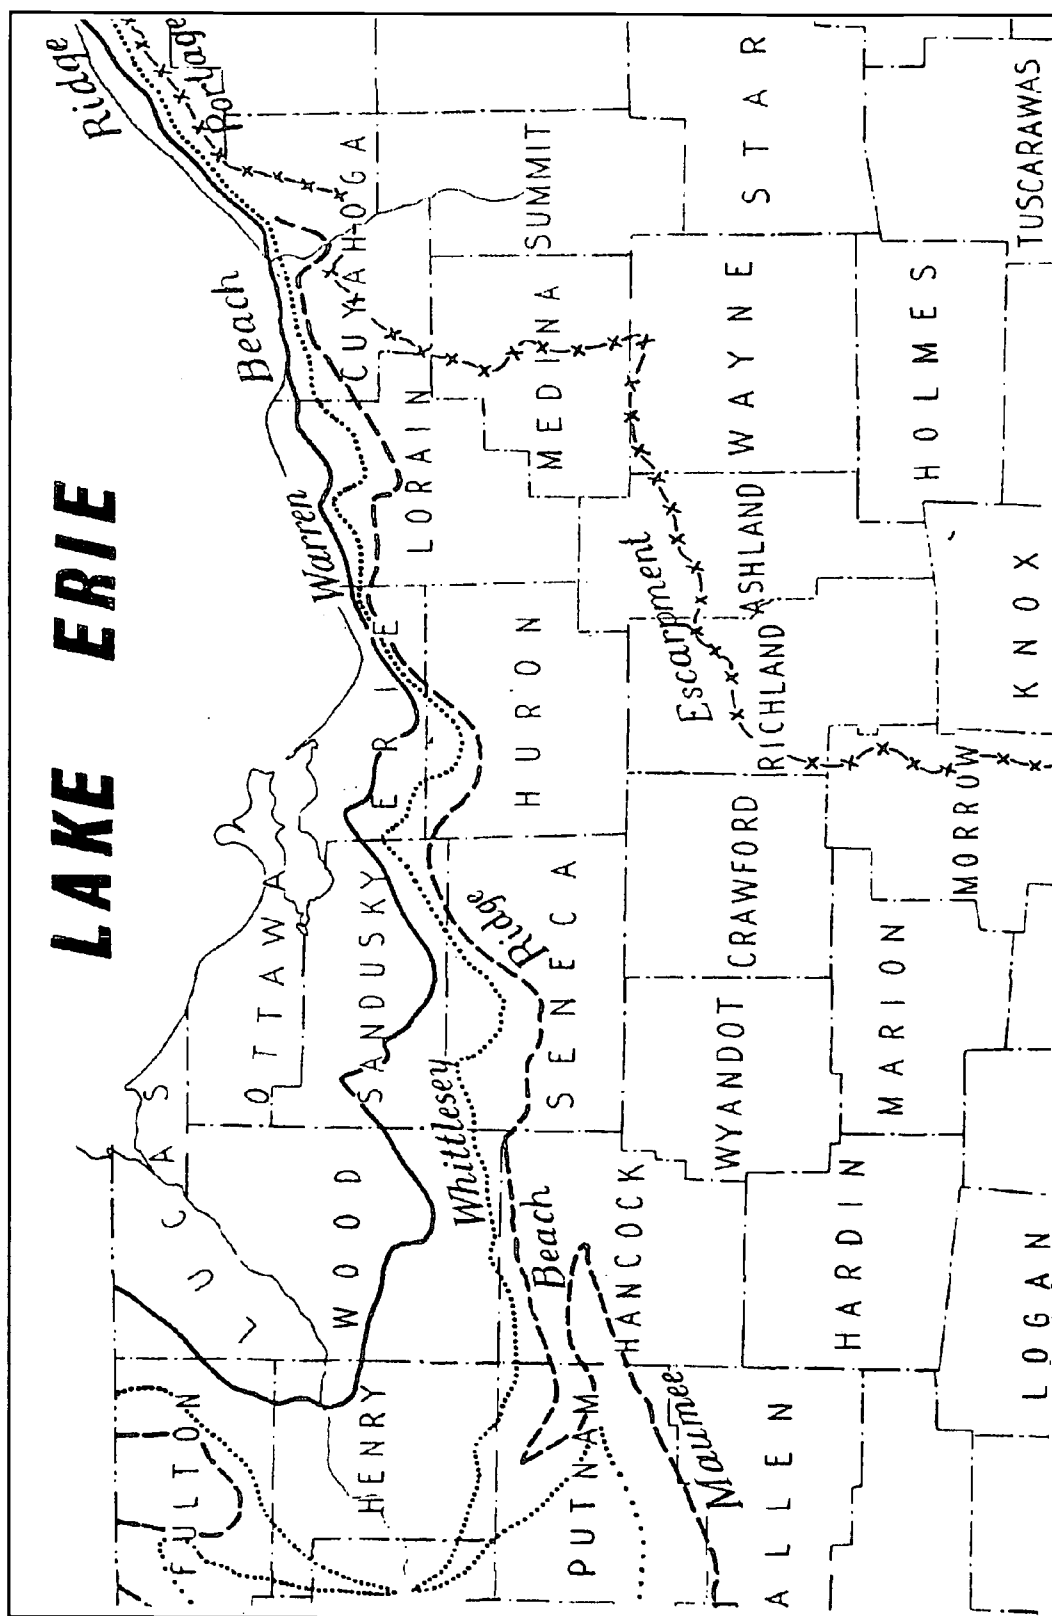 LAKE ERIE
Warren Beach Ridge
Whittlesey Ridge
Maumee Beach
Portage Escarpment
LUCAS
OTTAWA
ERIE
LORAIN
CUYAHOGA
FULTON
HENRY
WOOD
SANDUSKY
SENECA
HURON
MEDINA
SUMMIT
PUTNAM
HANCOCK
WYANDOT
CRAWFORD
RICHLAND
ASHLAND
WAYNE
STAR
ALLEN
HARDIN
MARION
MORROW
HOLMES
LOGAN
KNOX
TUSCARAWAS